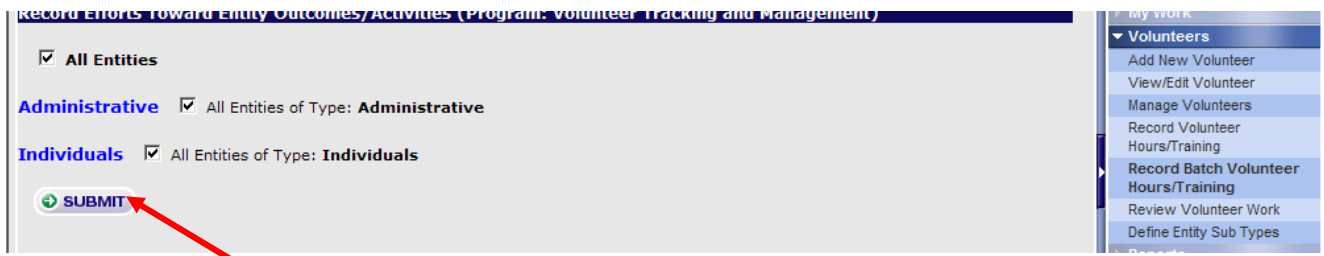 Record Efforts Toward Entity Outcomes/Activities (Program: Volunteer Tracking and Management)
All Entities
Administrative All Entities of Type: Administrative
Individuals All Entities of Type: Individuals
SUBMIT
My Work
Volunteers
Add New Volunteer
View/Edit Volunteer
Manage Volunteers
Record Volunteer
Hours/Training
Record Batch Volunteer
Hours/Training
Review Volunteer Work
Define Entity Sub Types
Reports